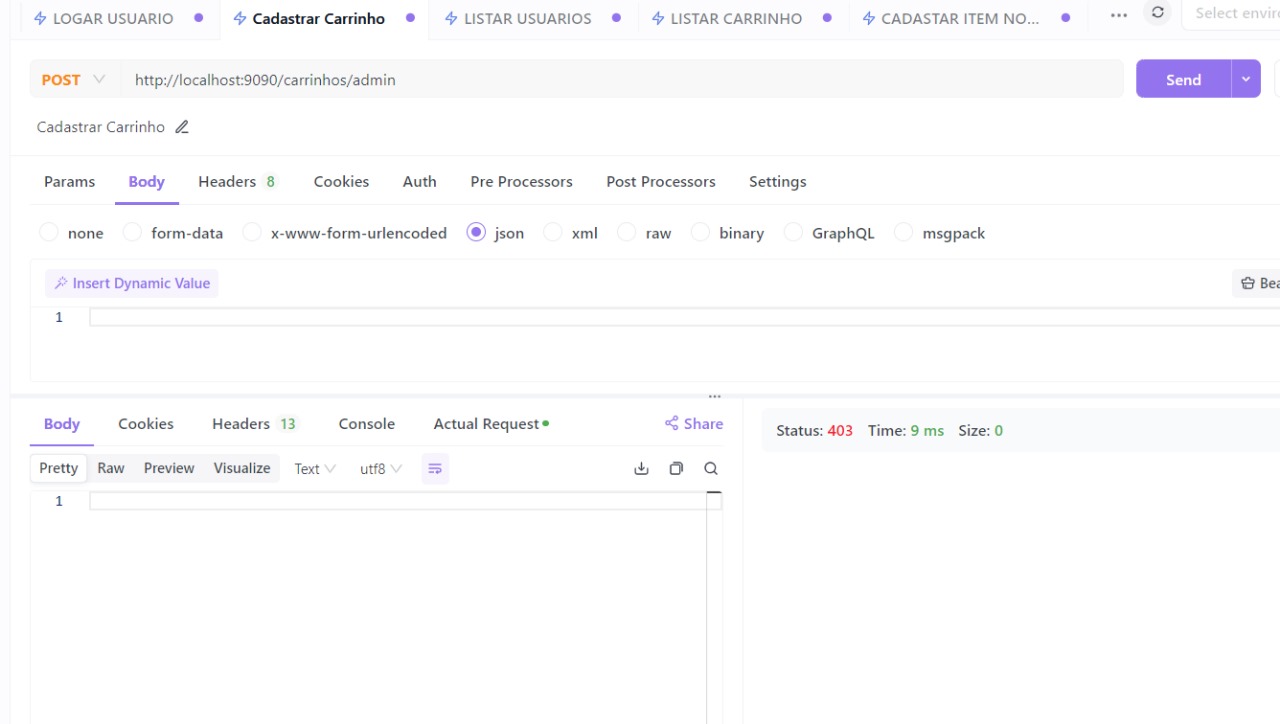 LOGAR USUARIO Cadastrar Carrinho LISTAR USUARIOS LISTAR CARRINHO CADASTAR ITEM NO... Select enviro
POST http://localhost:9090/carrinhos/admin Send
Cadastrar Carrinho
Params Body Headers 8 Cookies Auth Pre Processors Post Processors Settings
none form-data x-www-form-urlencoded json xml raw binary GraphQL msgpack
Insert Dynamic Value Bea
1
Body Cookies Headers 13 Console Actual Request Share
Status: 403 Time: 9 ms Size: 0
Pretty Raw Preview Visualize Text utf8
1